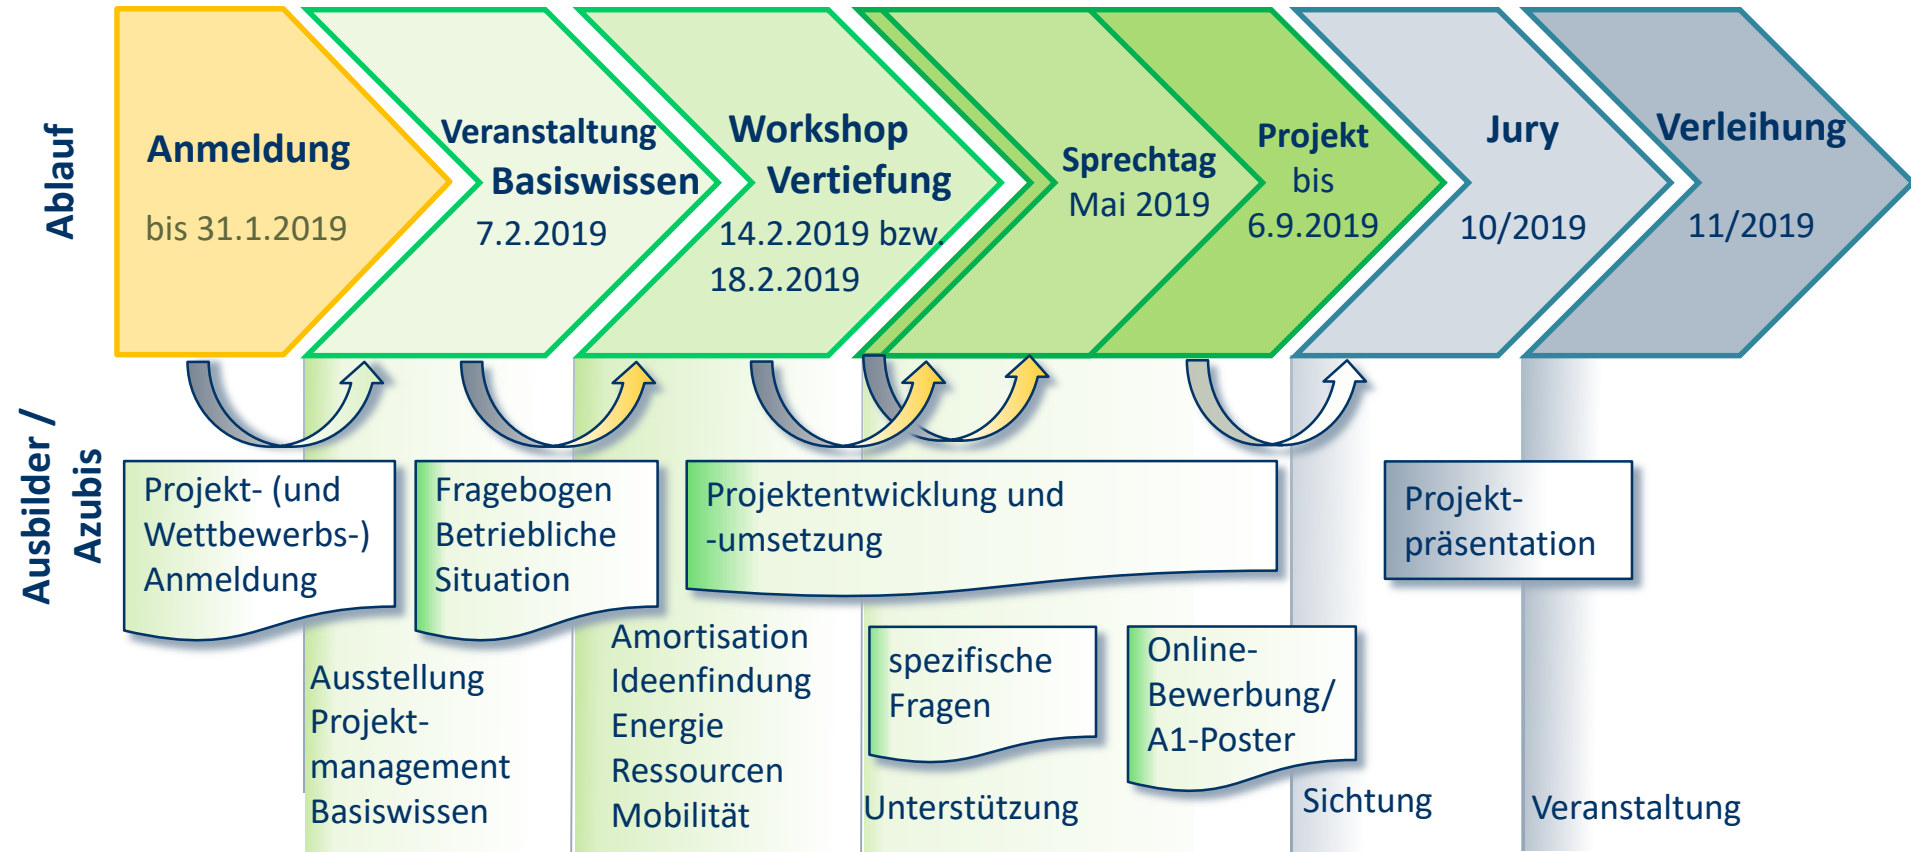 Ablauf
Anmeldung
bis 31.1.2019
Veranstaltung
Basiswissen
7.2.2019
Workshop
Vertiefung
14.2.2019 bzw.
18.2.2019
Sprechtag
Mai 2019
Projekt
bis
6.9.2019
Jury
10/2019
Verleihung
11/2019
Ausbilder /
Azubis
Projekt- (und
Wettbewerbs-)
Anmeldung
Fragebogen
Betriebliche
Situation
Projektentwicklung und
-umsetzung
Projekt-
präsentation
Ausstellung
Projekt-
management
Basiswissen
Amortisation
Ideenfindung
Energie
Ressourcen
Mobilität
spezifische
Fragen
Unterstützung
Online-
Bewerbung/
A1-Poster
Sichtung
Veranstaltung